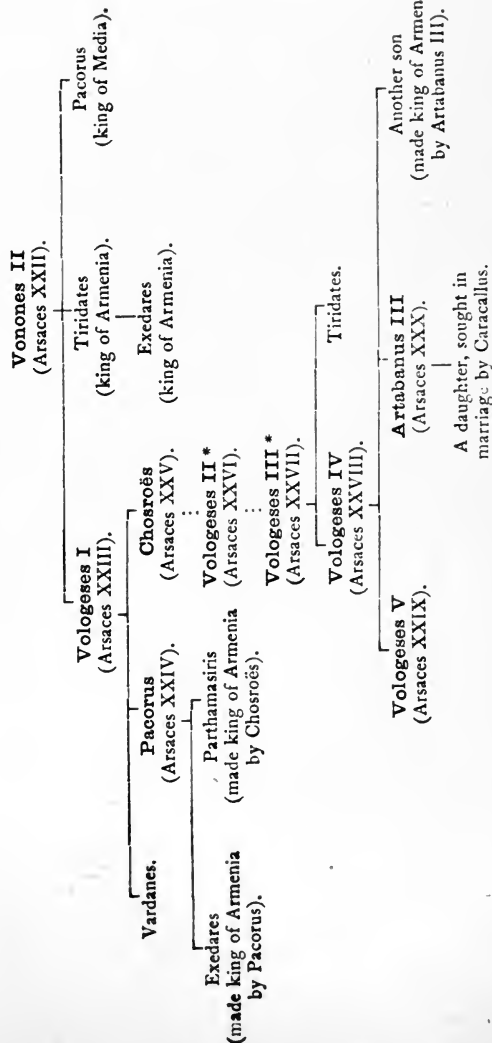 Vonones II
(Arsaces XXII).
Vologeses I
(Arsaces XXIII).
Tiridates
(king of Armenia).
Pacorus
(king of Media).
Exedares
(king of Armenia).
Vardanes.
Pacorus
(Arsaces XXIV).
Chosroës
(Arsaces XXV).
Exedares
(made king of Armenia
by Pacorus).
Parthamasiris
(made king of Armenia
by Chosroës).
Vologeses II *
(Arsaces XXVI).
Vologeses III *
(Arsaces XXVII).
Vologeses IV
(Arsaces XXVIII).
Tiridates.
Vologeses V
(Arsaces XXIX).
Artabanus III
(Arsaces XXX).
Another son
(made king of Armen
by Artabanus III).
A daughter, sought in
marriage by Caracallus.